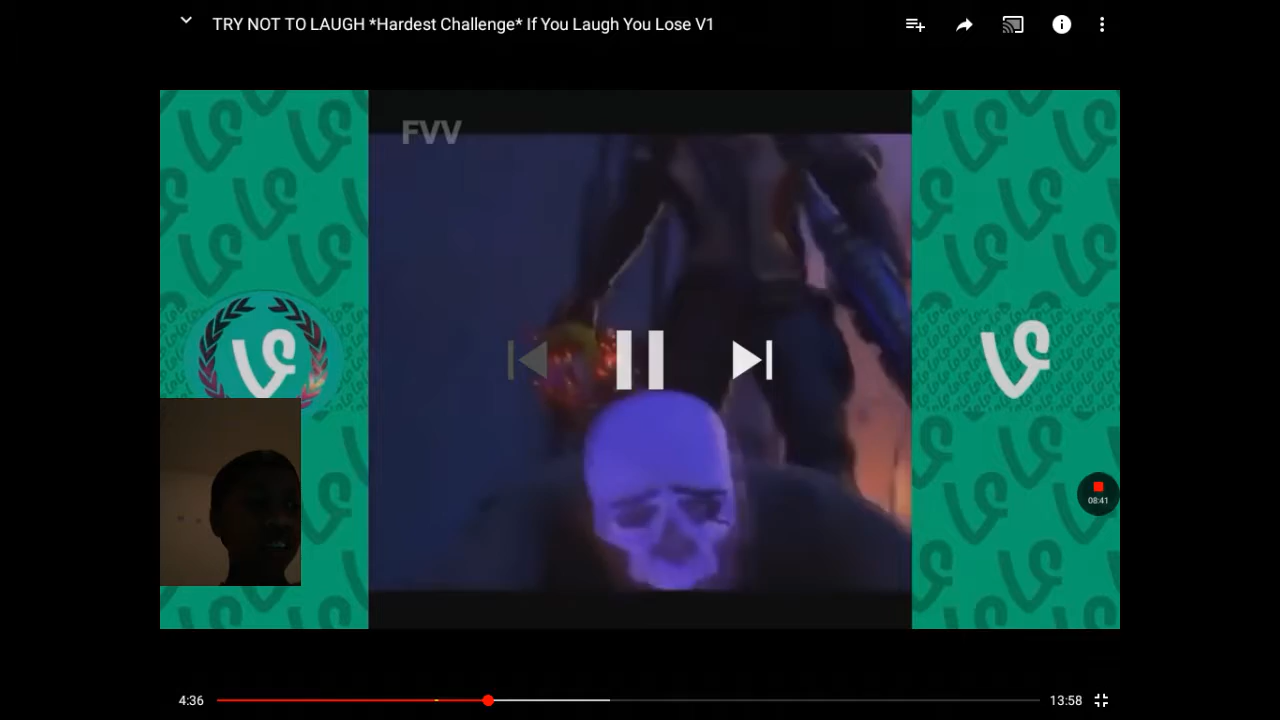 TRY NOT TO LAUGH *Hardest Challenge* If You Laugh You Lose V1
FVV
08:41
4:36
13:58